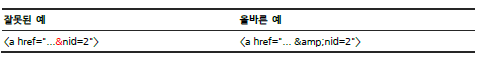 잘못된 예 올바른 예
<a href="...&nid=2"> <a href="... &amp;nid=2">